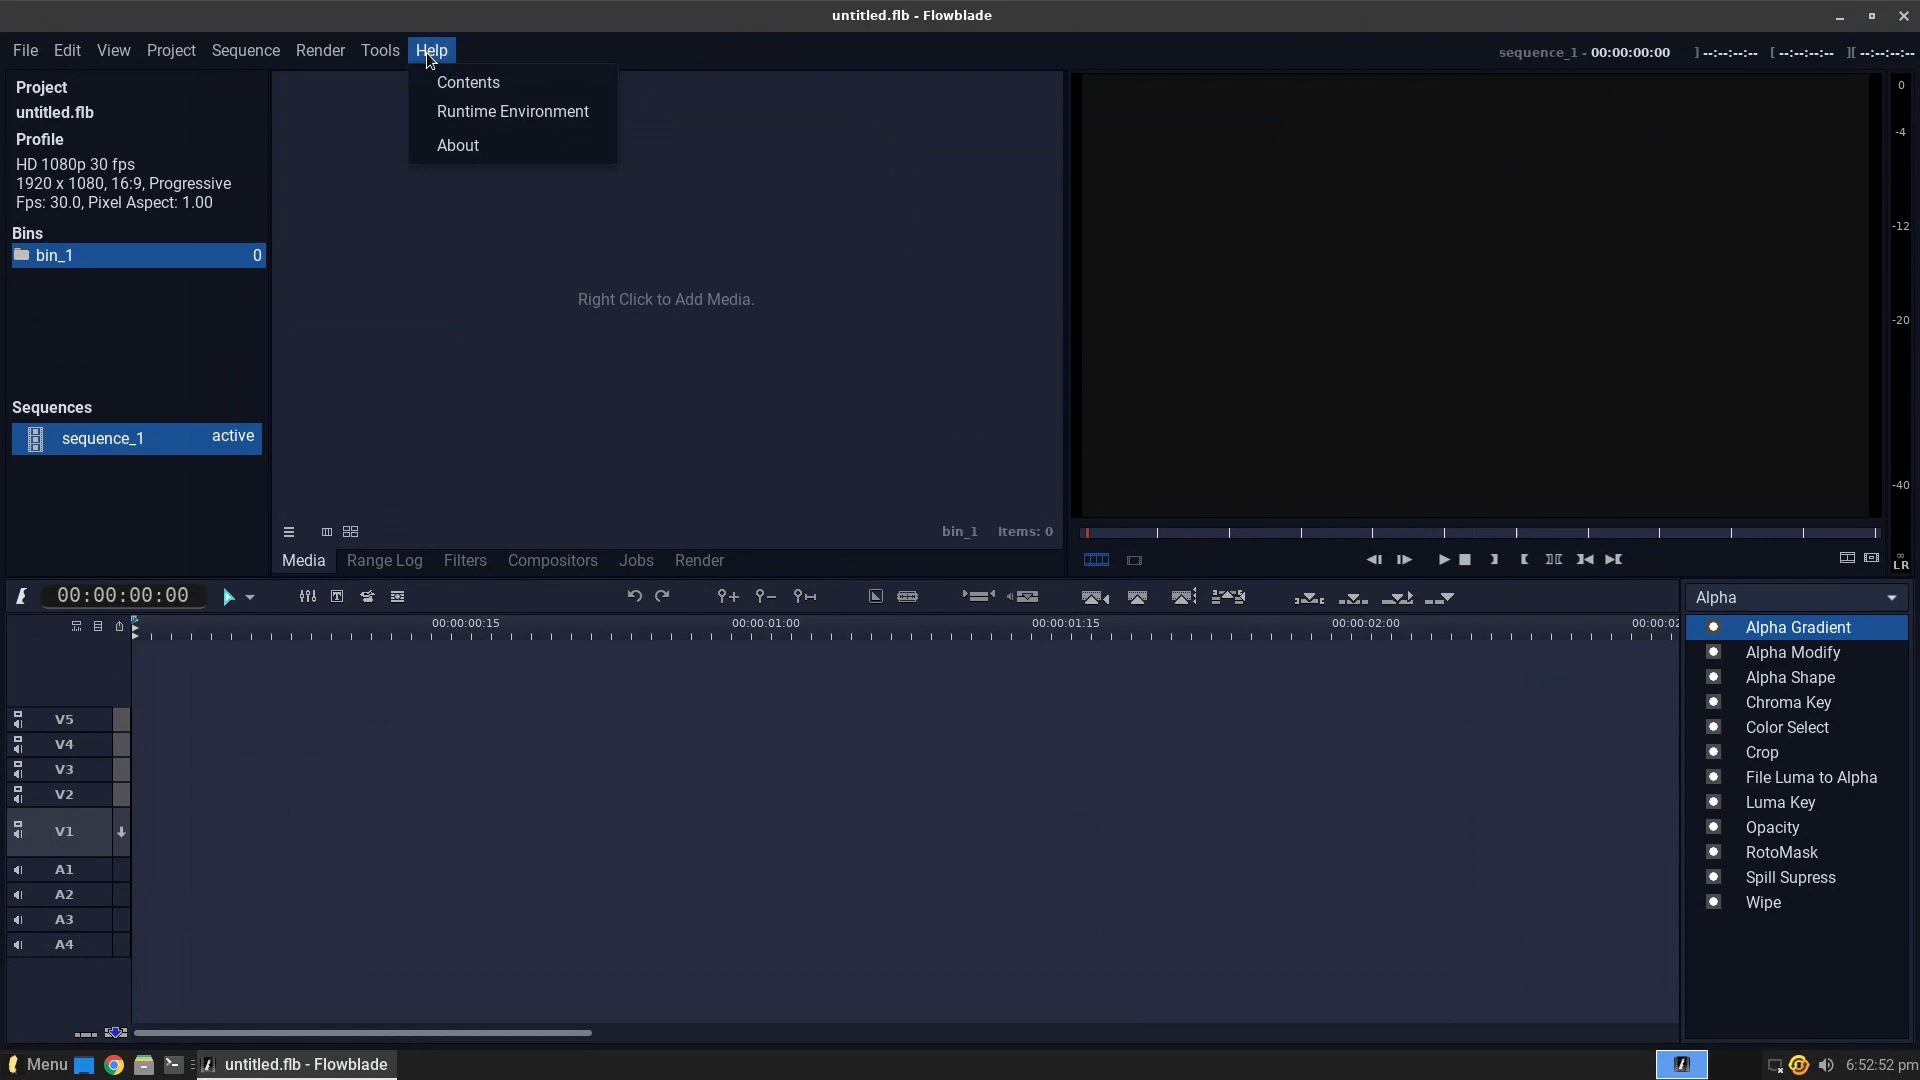 untitled.flb - Flowblade
File Edit View Project Sequence Render Tools Help
sequence_1 - 00:00:00:00 ] --:--:--:-- [ --:--:--:-- ][ --:--:--:--
Contents
Runtime Environment
About
Project
untitled.flb
Profile
HD 1080p 30 fps
1920 x 1080, 16:9, Progressive
Fps: 30.0, Pixel Aspect: 1.00
Bins
bin_1 0
Sequences
sequence_1 active
Right Click to Add Media.
bin_1 Items: 0
Media Range Log Filters Compositors Jobs Render
0
-4
-12
-20
-40
∞
LR
00:00:00:00
00:00:00:15 00:00:01:00 00:00:01:15 00:00:02:00 00:00:02
V5
V4
V3
V2
V1
A1
A2
A3
A4
Alpha
Alpha Gradient
Alpha Modify
Alpha Shape
Chroma Key
Color Select
Crop
File Luma to Alpha
Luma Key
Opacity
RotoMask
Spill Supress
Wipe
Menu untitled.flb - Flowblade 6:52:52 pm